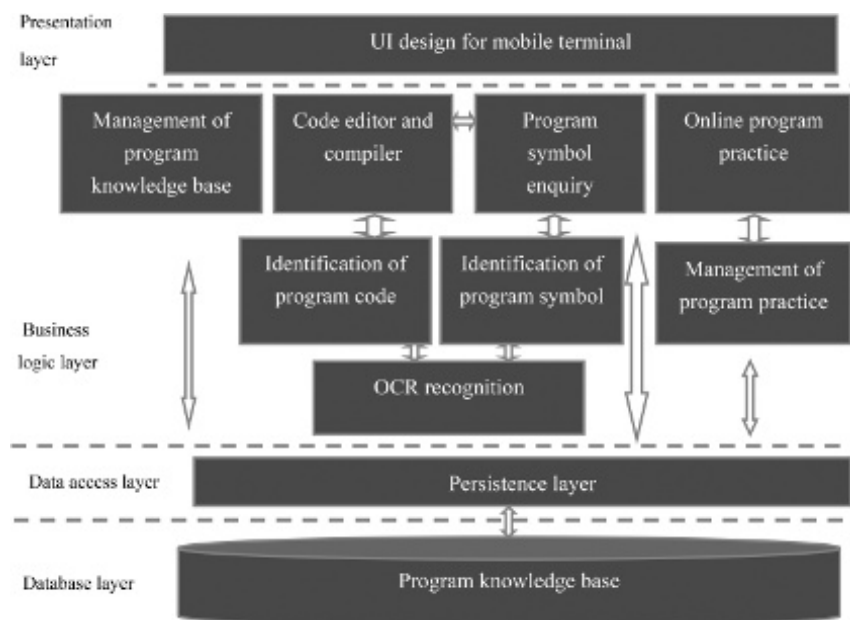 Presentation
layer
UI design for mobile terminal
Management of
program
knowledge base
Code editor and
compiler
Program
symbol
enquiry
Online program
practice
Identification of
program code
Identification of
program symbol
Management of
program practice
Business
logic layer
OCR recognition
Data access layer
Persistence layer
Database layer
Program knowledge base